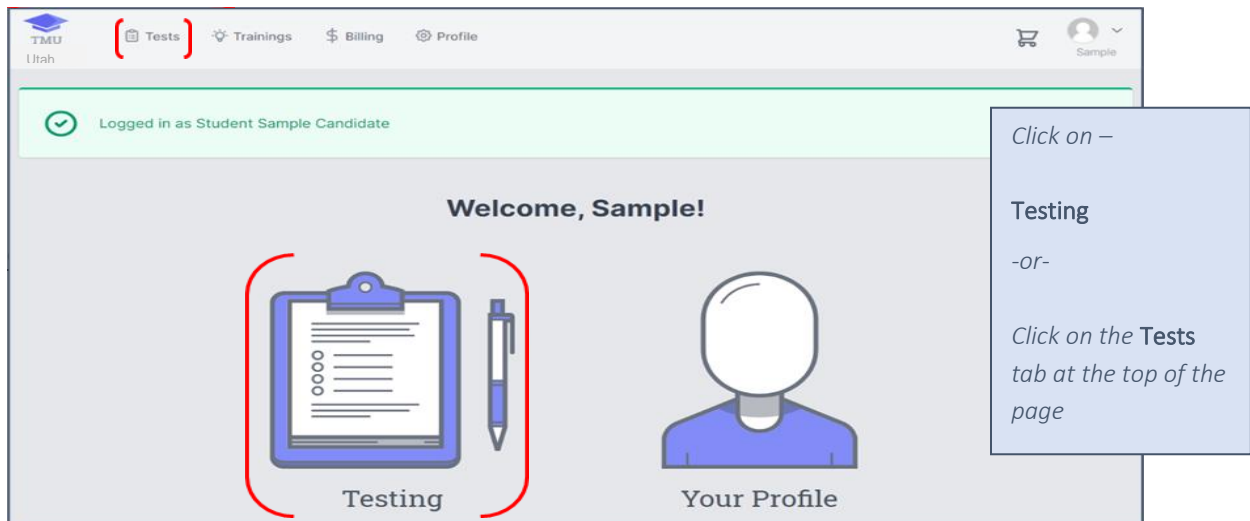 TMU
Utah
Tests
Trainings
$ Billing
Profile
Sample
Logged in as Student Sample Candidate
Welcome, Sample!
Testing
Your Profile
Click on –
Testing
-or-
Click on the Tests
tab at the top of the
page